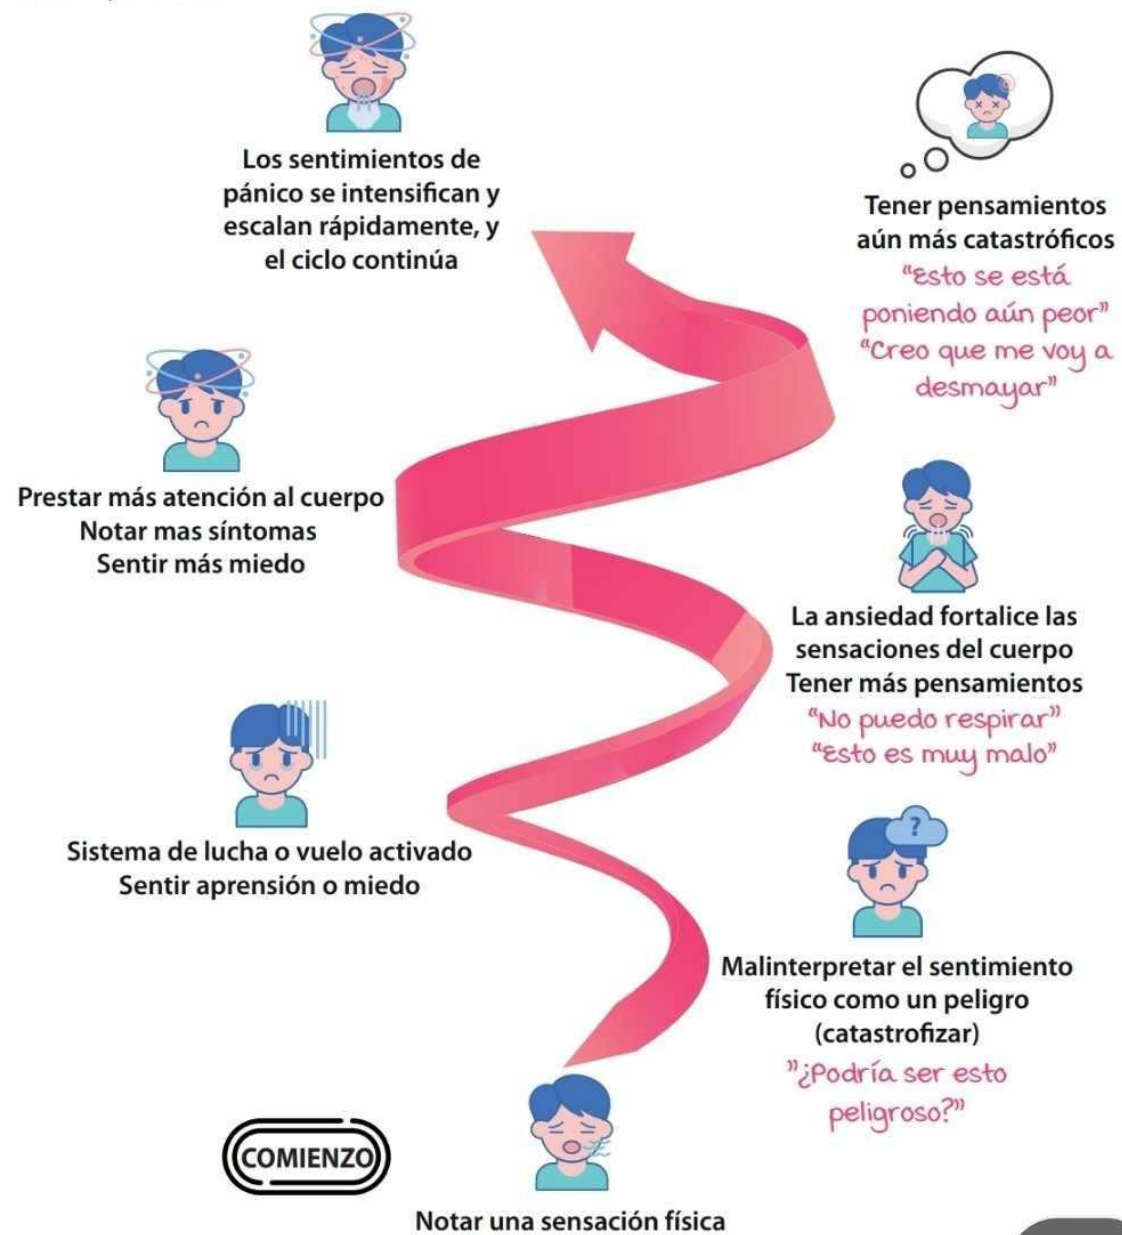 Los sentimientos de
pánico se intensifican y
escalan rápidamente, y
el ciclo continúa
Tener pensamientos
aún más catastróficos
“Esto se está
poniendo aún peor”
“Creo que me voy a
desmayar”
Prestar más atención al cuerpo
Notar mas síntomas
Sentir más miedo
La ansiedad fortalice las
sensaciones del cuerpo
Tener más pensamientos
“No puedo respirar”
“Esto es muy malo”
Sistema de lucha o vuelo activado
Sentir aprensión o miedo
?
Malinterpretar el sentimiento
físico como un peligro
(catastrofizar)
”¿Podría ser esto
peligroso?”
COMIENZO
Notar una sensación física